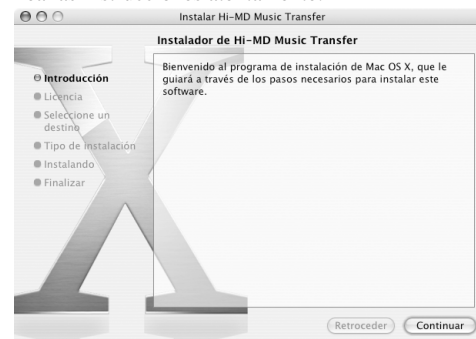 Instalar Hi-MD Music Transfer
Instalador de Hi-MD Music Transfer
Introducción
Licencia
Seleccione un
destino
Tipo de instalación
Instalando
Finalizar
Bienvenido al programa de instalación de Mac OS X, que le
guiará a través de los pasos necesarios para instalar este
software.
Retroceder
Continuar